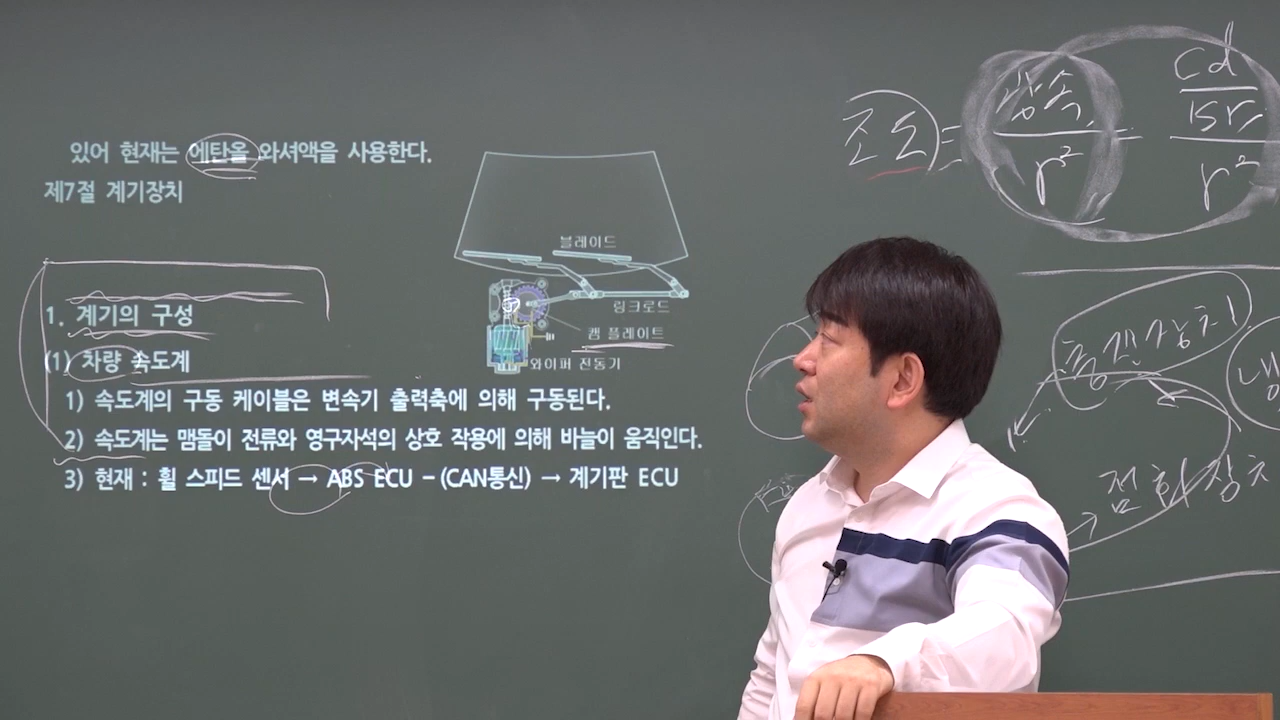 있어 현재는 에탄올 와셔액을 사용한다.
제7절 계기장치
블레이드
링크로드
캠 플레이트
와이퍼 전동기
1. 계기의 구성
(1) 차량 속도계
1) 속도계의 구동 케이블은 변속기 출력축에 의해 구동된다.
2) 속도계는 맴돌이 전류와 영구자석의 상호 작용에 의해 바늘이 움직인다.
3) 현재 : 휠 스피드 센서 → ABS ECU – (CAN통신) → 계기판 ECU
조도 = 광속 / r² = cd / r²
점화장치